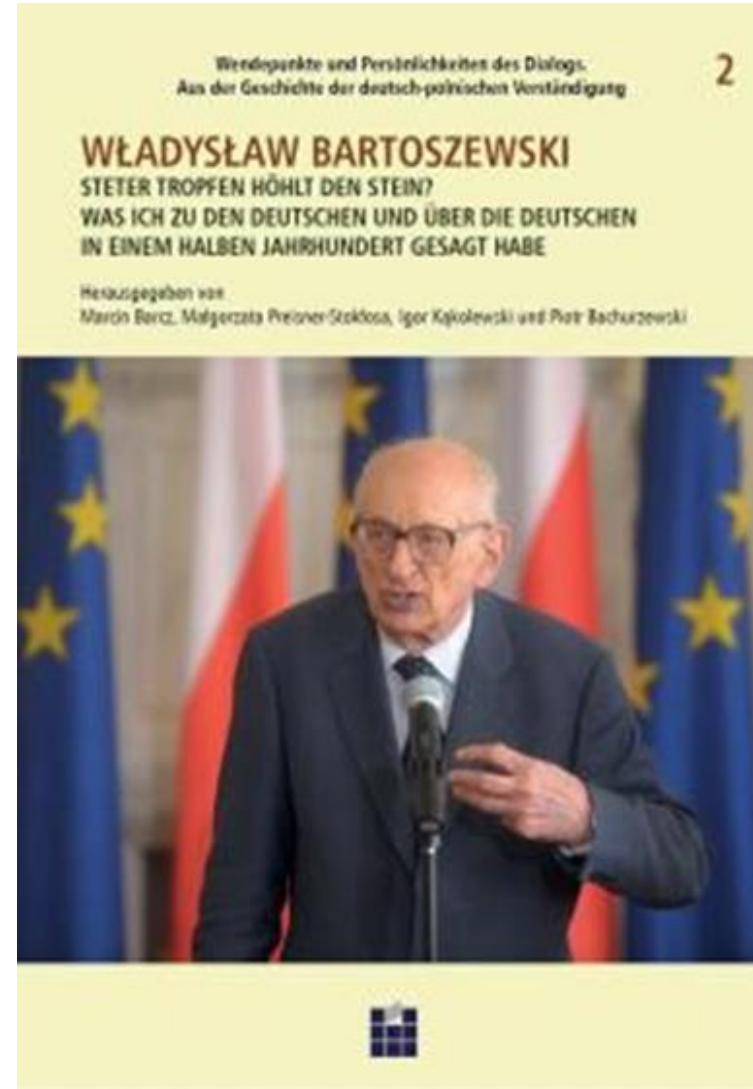 Wendepunkte und Persönlichkeiten des Dialogs.
Aus der Geschichte der deutsch-polnischen Verständigung
2
WŁADYSŁAW BARTOSZEWSKI
STETER TROPFEN HÖHLT DEN STEIN?
WAS ICH ZU DEN DEUTSCHEN UND ÜBER DIE DEUTSCHEN
IN EINEM HALBEN JAHRHUNDERT GESAGT HABE
Herausgegeben von
Marcin Barcz, Małgorzata Preisner-Stokłosa, Igor Kąkolewski und Piotr Bachurzewski